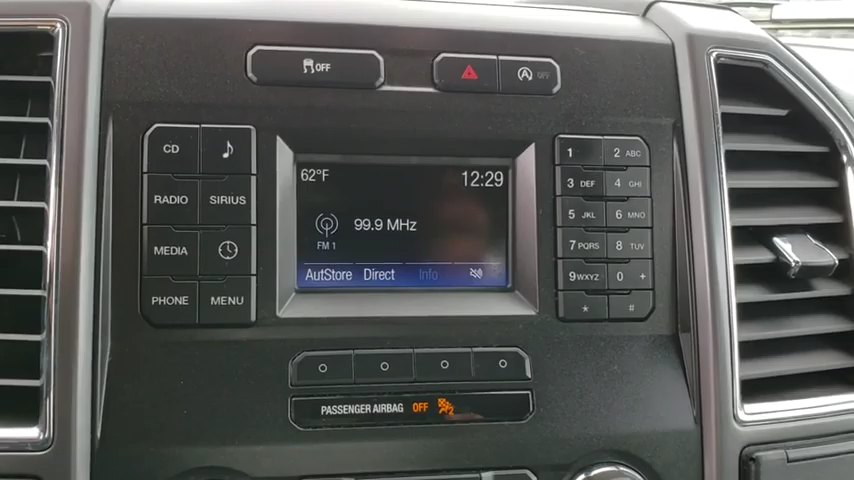 OFF
A OFF
CD
RADIO SIRIUS
MEDIA
PHONE MENU
62°F 12:29
99.9 MHz
FM 1
AutStore Direct Info
1 2 ABC
3 DEF 4 GHI
5 JKL 6 MNO
7 PQRS 8 TUV
9 WXYZ 0 +
* #
PASSENGER AIRBAG OFF 2